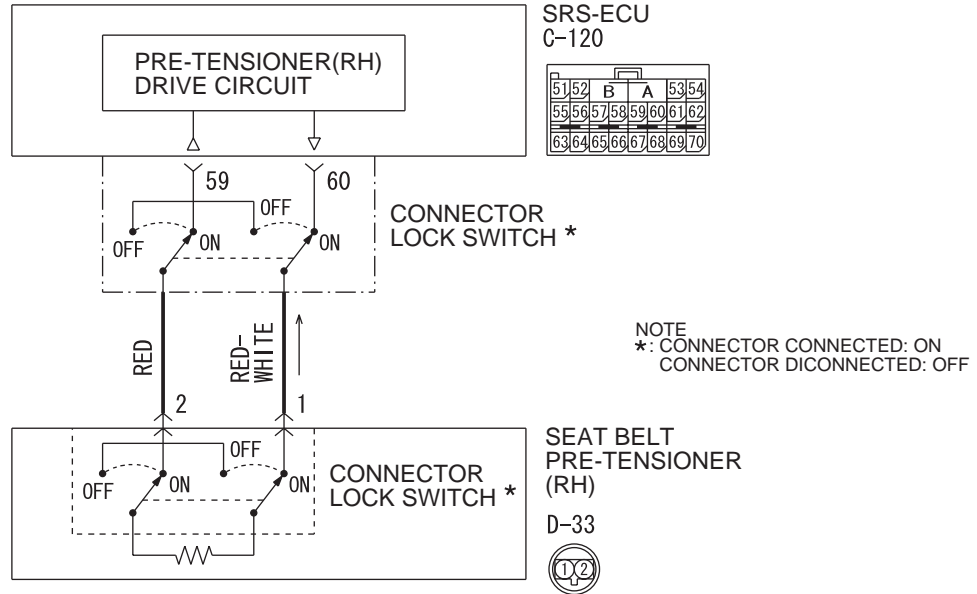 SRS-ECU
C-120
PRE-TENSIONER(RH)
DRIVE CIRCUIT
51 52 B A 53 54
55 56 57 58 59 60 61 62
63 64 65 66 67 68 69 70
59 60
OFF OFF
ON ON
CONNECTOR
LOCK SWITCH *
RED
RED-
WHITE
NOTE
*: CONNECTOR CONNECTED: ON
CONNECTOR DICONNECTED: OFF
2 1
OFF OFF
ON ON
CONNECTOR
LOCK SWITCH *
SEAT BELT
PRE-TENSIONER
(RH)
D-33
1 2